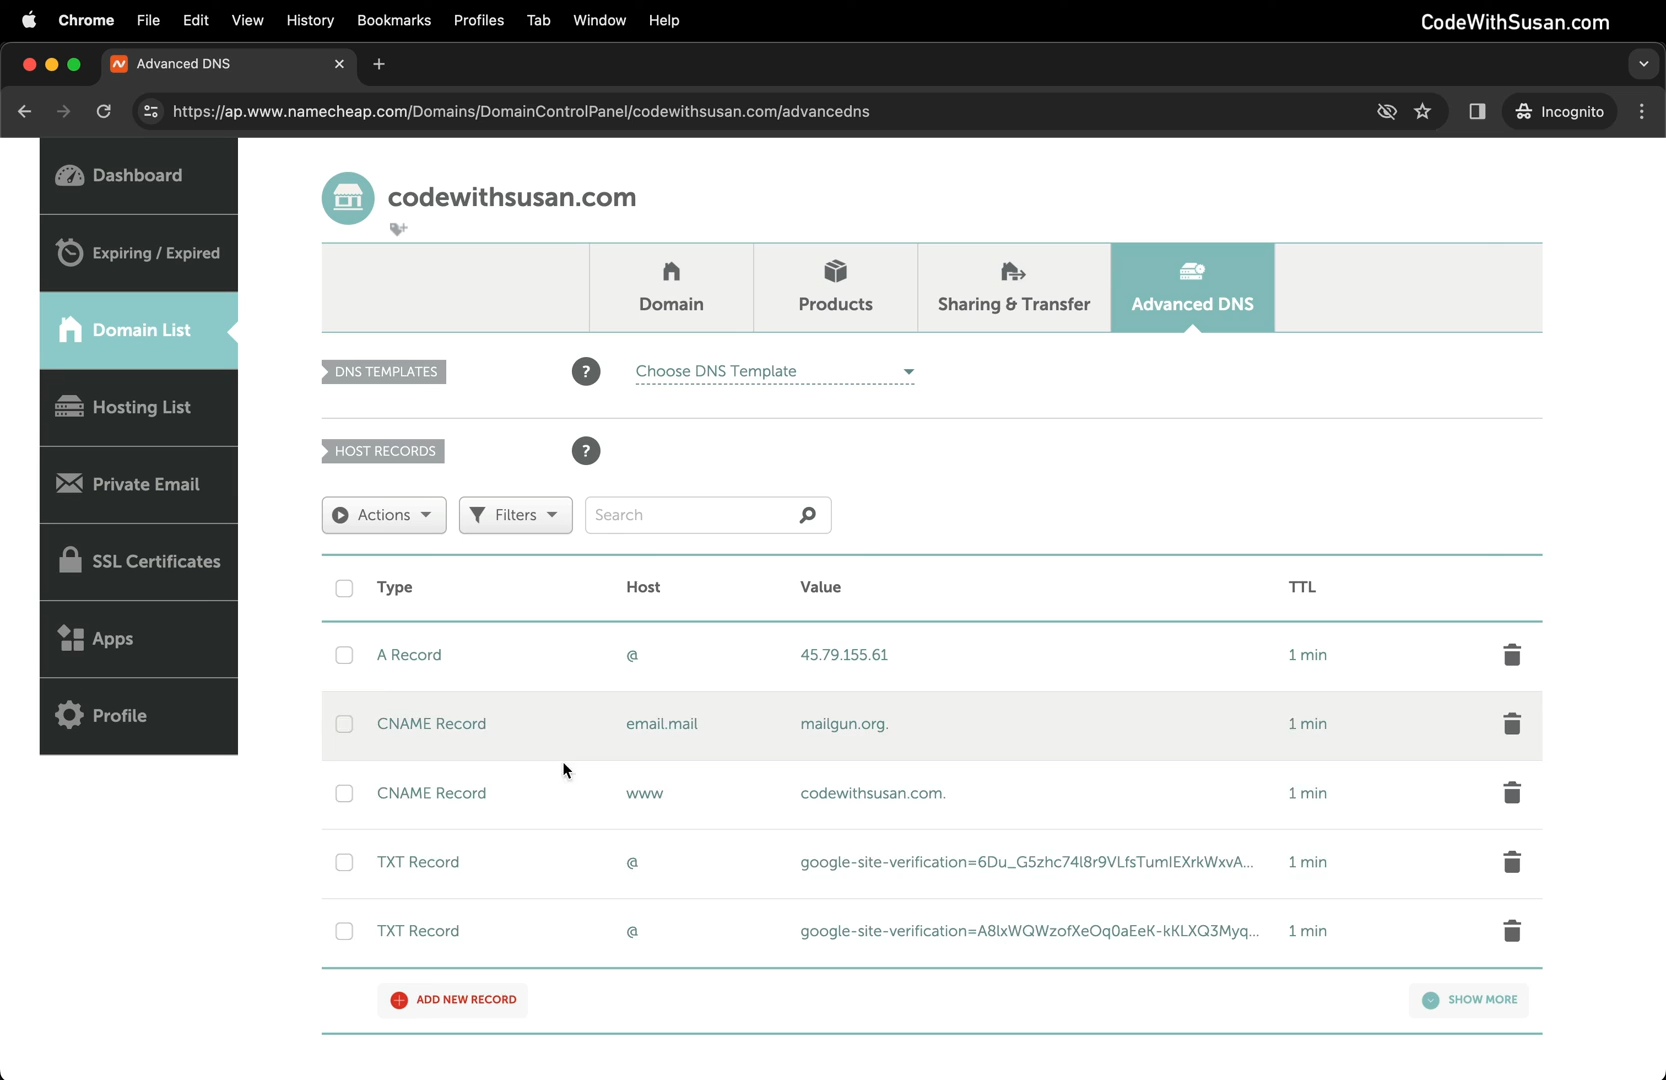 Chrome File Edit View History Bookmarks Profiles Tab Window Help CodeWithSusan.com
Advanced DNS
https://ap.www.namecheap.com/Domains/DomainControlPanel/codewithsusan.com/advancedns Incognito
Dashboard
Expiring / Expired
Domain List
Hosting List
Private Email
SSL Certificates
Apps
Profile
codewithsusan.com
Domain Products Sharing & Transfer Advanced DNS
DNS TEMPLATES ? Choose DNS Template
HOST RECORDS ?
Actions Filters Search
Type Host Value TTL
A Record @ 45.79.155.61 1 min
CNAME Record email.mail mailgun.org. 1 min
CNAME Record www codewithsusan.com. 1 min
TXT Record @ google-site-verification=6Du_G5zhc74l8r9VLfsTumlEXrkWxvA... 1 min
TXT Record @ google-site-verification=A8lxWQWzofXeOq0aEeK-kKLXQ3Myq... 1 min
ADD NEW RECORD SHOW MORE